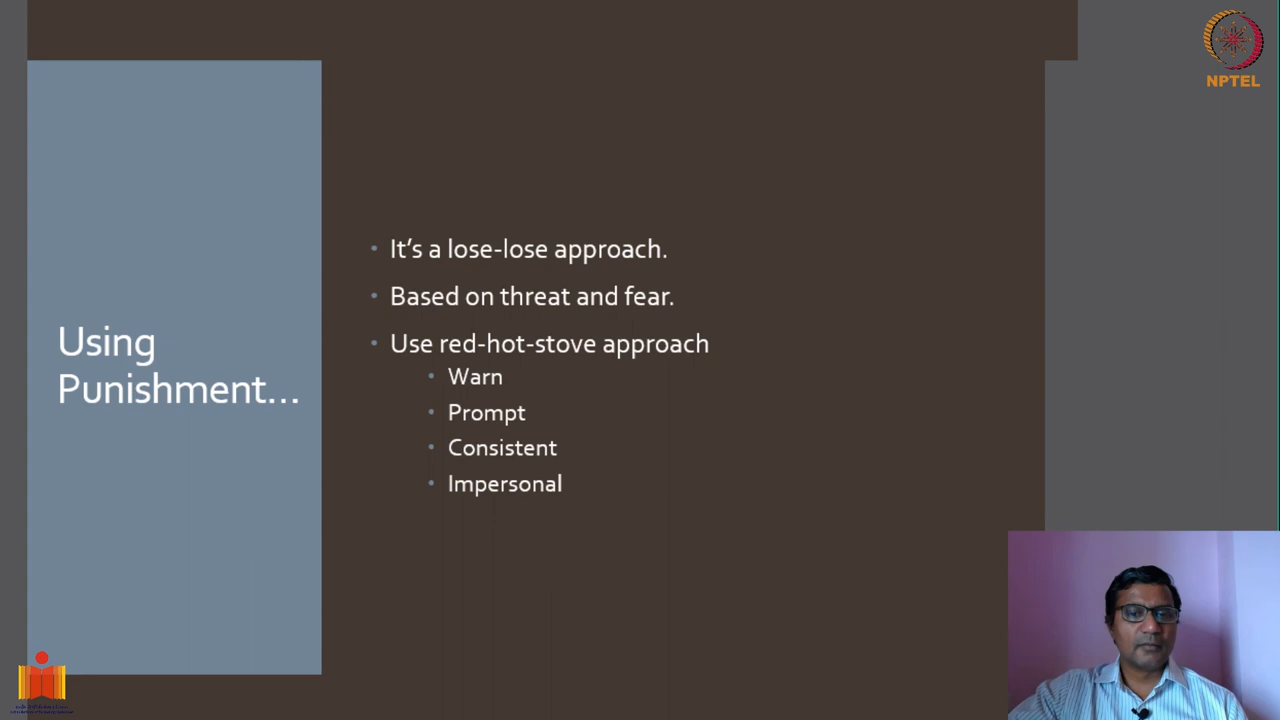 NPTEL
Using
Punishment...
• It's a lose-lose approach.
• Based on threat and fear.
• Use red-hot-stove approach
• Warn
• Prompt
• Consistent
• Impersonal